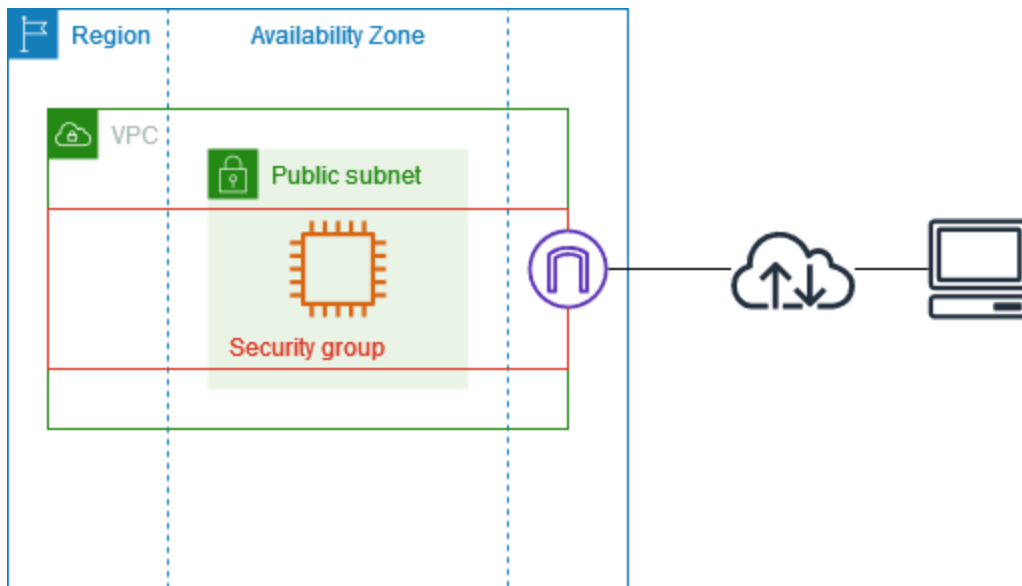 Region
Availability Zone
VPC
Public subnet
Security group